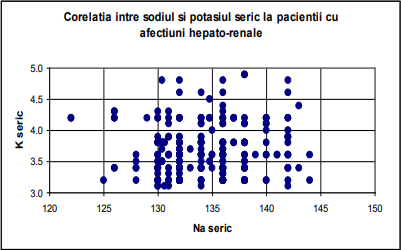 Corelatia intre sodiul si potasiul seric la pacientii cu
afectiuni hepato-renale
K seric
5.0
4.5
4.0
3.5
3.0
120 125 130 135 140 145 150
Na seric